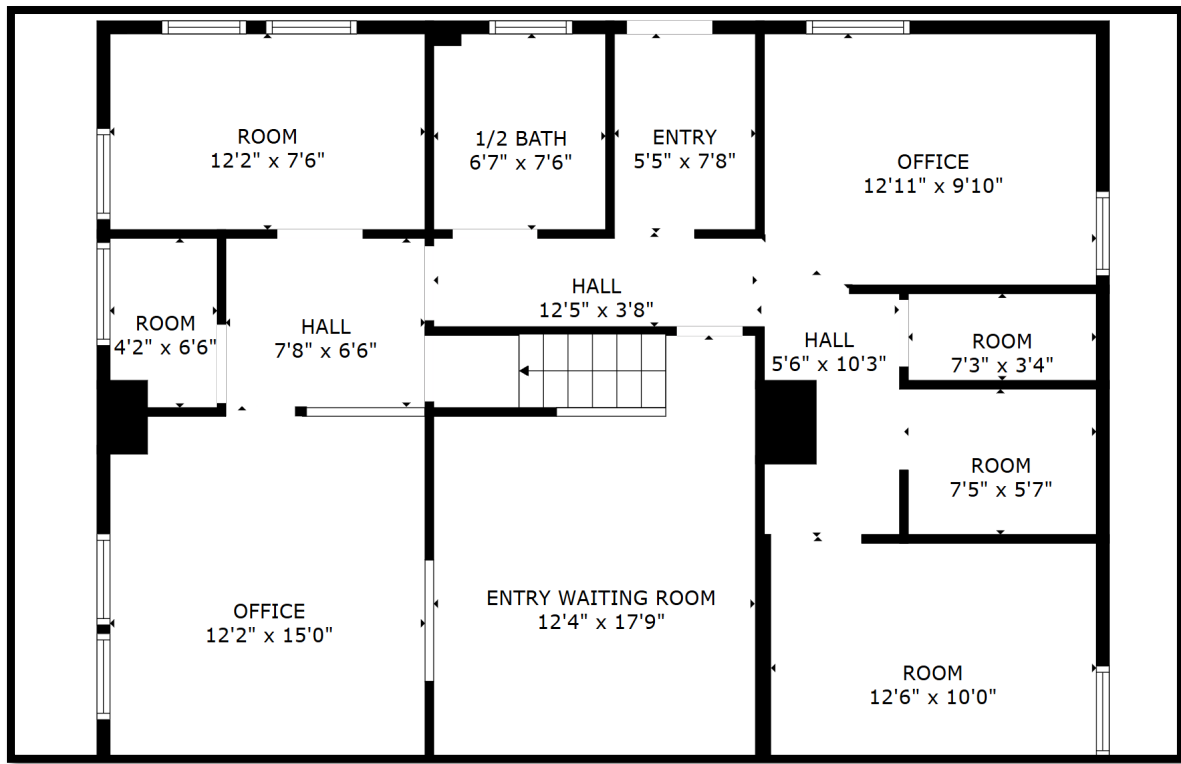 ROOM
12'2" x 7'6"
1/2 BATH
6'7" x 7'6"
ENTRY
5'5" x 7'8"
OFFICE
12'11" x 9'10"
ROOM
4'2" x 6'6"
HALL
7'8" x 6'6"
HALL
12'5" x 3'8"
HALL
5'6" x 10'3"
ROOM
7'3" x 3'4"
ROOM
7'5" x 5'7"
OFFICE
12'2" x 15'0"
ENTRY WAITING ROOM
12'4" x 17'9"
ROOM
12'6" x 10'0"